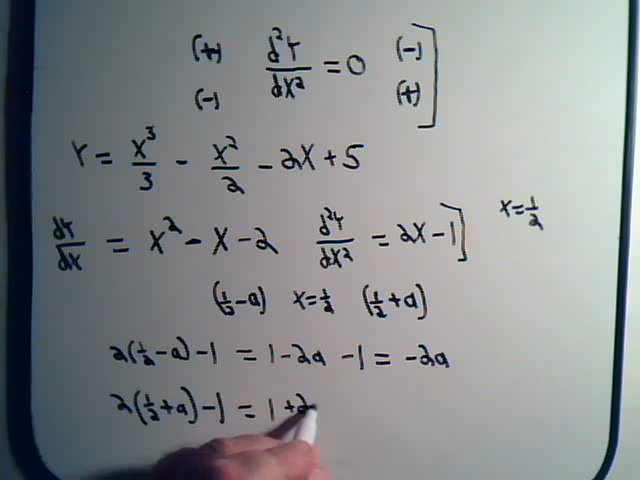 (+) d²Y/dX² = 0 (-)
(-) (+)
Y = X³/3 - X²/2 - 2X + 5
dY/dX = X² - X - 2 d²Y/dX² = 2X - 1 X = 1/2
(1/2 - a) X = 1/2 (1/2 + a)
2(1/2 - a) - 1 = 1 - 2a - 1 = -2a
2(1/2 + a) - 1 = 1 + 2